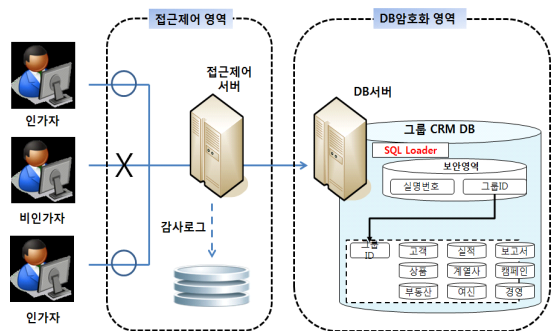 접근제어 영역
DB암호화 영역
인가자
비인가자
인가자
접근제어
서버
감사로그
DB서버
그룹 CRM DB
SQL Loader
보안영역
실명번호
그룹ID
그룹
ID
고객
실적
보고서
상품
계열사
캠페인
부동산
여신
경영